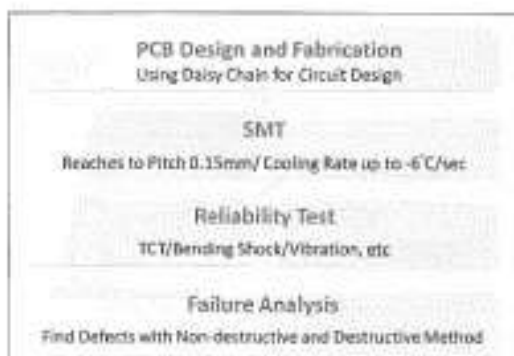 PCB Design and Fabrication
Using Daisy Chain for Circuit Design
SMT
Reaches to Pitch 0.15mm/ Cooling Rate up to -6°C/sec
Reliability Test
TCT/Bending Shock/Vibration, etc
Failure Analysis
Find Defects with Non-destructive and Destructive Method